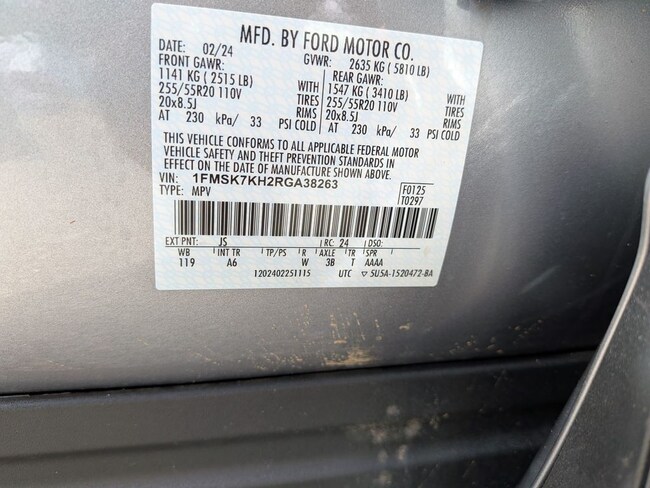 MFD. BY FORD MOTOR CO.
DATE: 02/24 GVWR: 2635 KG ( 5810 LB)
FRONT GAWR: REAR GAWR:
1141 KG ( 2515 LB) WITH 1547 KG ( 3410 LB) WITH
255/55R20 110V TIRES 255/55R20 110V TIRES
20x8.5J RIMS 20x8.5J RIMS
AT 230 kPa/ 33 PSI COLD AT 230 kPa/ 33 PSI COLD
THIS VEHICLE CONFORMS TO ALL APPLICABLE FEDERAL MOTOR
VEHICLE SAFETY AND THEFT PREVENTION STANDARDS IN
EFFECT ON THE DATE OF MANUFACTURE SHOWN ABOVE.
VIN: 1FMSK7KH2RGA38263
TYPE: MPV F0125
T0297
EXT PNT: JS RC: 24 DSO:
WB INT TR TP/PS R AXLE TR SPR
119 A6 W 3B T AAAA
1202402251115 UTC ▽ 5U5A-1520472-BA